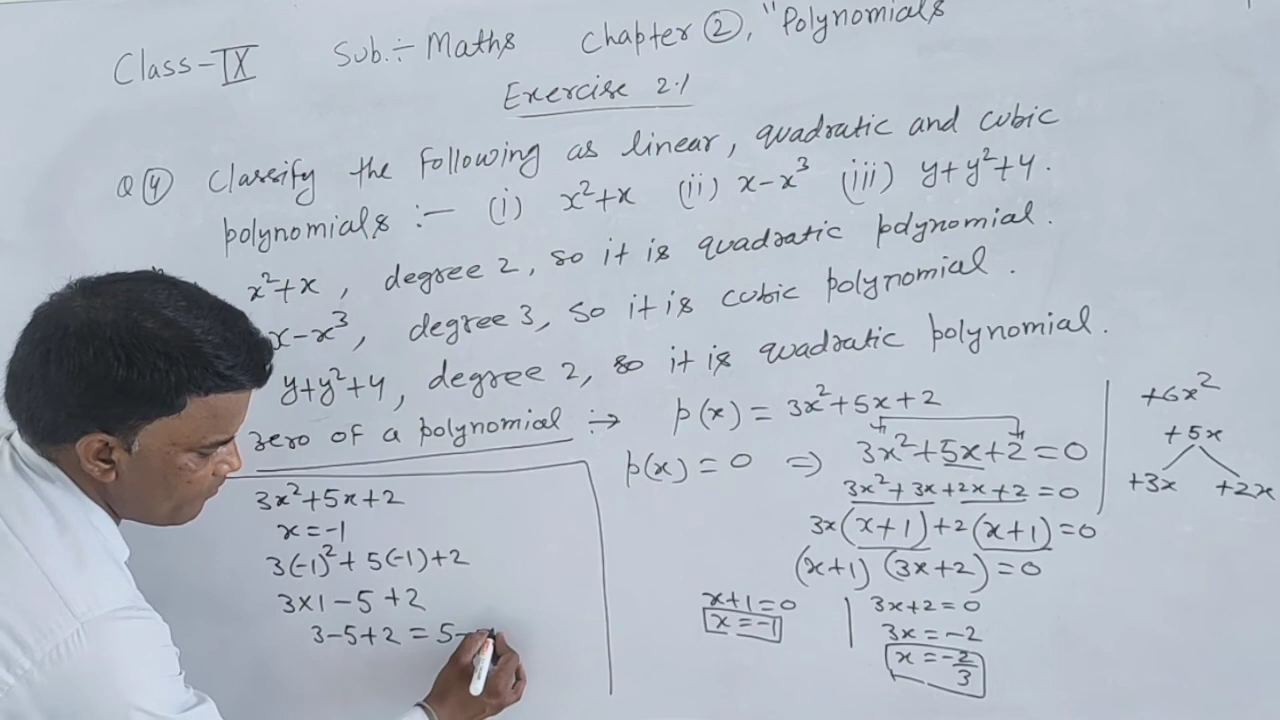 Class-IX Sub.÷ Maths Chapter ②, "Polynomials
Exercise 2.1
Q④ Classify the following as linear, quadratic and cubic
polynomials :- (i) x²+x (ii) x-x³ (iii) y+y²+4.
x²+x, degree 2, so it is quadratic polynomial.
x-x³, degree 3, so it is cubic polynomial.
y+y²+4, degree 2, so it is quadratic polynomial.
zero of a polynomial ÷→ p(x) = 3x²+5x+2
p(x) = 0 ⇒ 3x²+5x+2=0
3x²+3x+2x+2=0
3x(x+1)+2(x+1)=0
(x+1) (3x+2)=0
x+1=0
x=-1
3x+2=0
3x=-2
x=-2/3
+6x²
+5x
+3x +2x
3x²+5x+2
x=-1
3(-1)²+5(-1)+2
3×1-5+2
3-5+2=5-